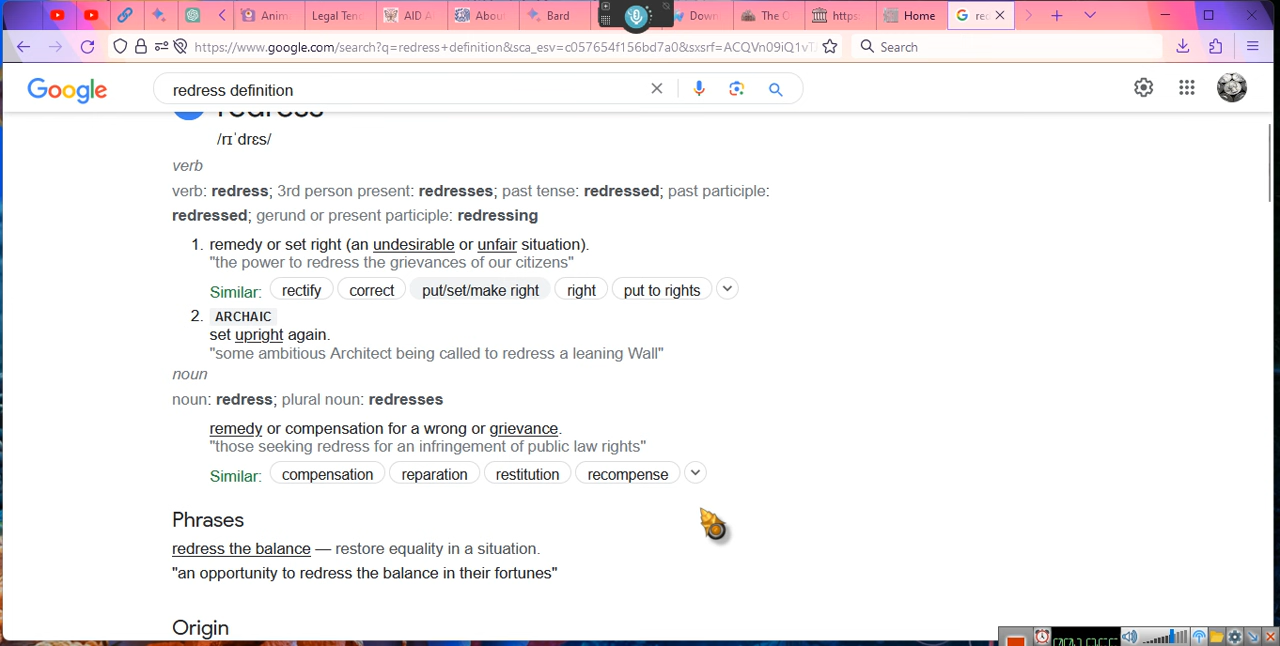 Anim
Legal Ten
AID A
Abou
Bard
Down
The O
https:
Home
https://www.google.com/search?q=redress+definition&sca_esv=c057654f156bd7a0&sxsrf=ACQVn09iQ1vT
Search
Google
redress definition
redress
/rɪˈdrɛs/
verb
verb: redress; 3rd person present: redresses; past tense: redressed; past participle:
redressed; gerund or present participle: redressing
1. remedy or set right (an undesirable or unfair situation).
"the power to redress the grievances of our citizens"
Similar: rectify correct put/set/make right right put to rights
2. ARCHAIC
set upright again.
"some ambitious Architect being called to redress a leaning Wall"
noun
noun: redress; plural noun: redresses
remedy or compensation for a wrong or grievance.
"those seeking redress for an infringement of public law rights"
Similar: compensation reparation restitution recompense
Phrases
redress the balance — restore equality in a situation.
"an opportunity to redress the balance in their fortunes"
Origin